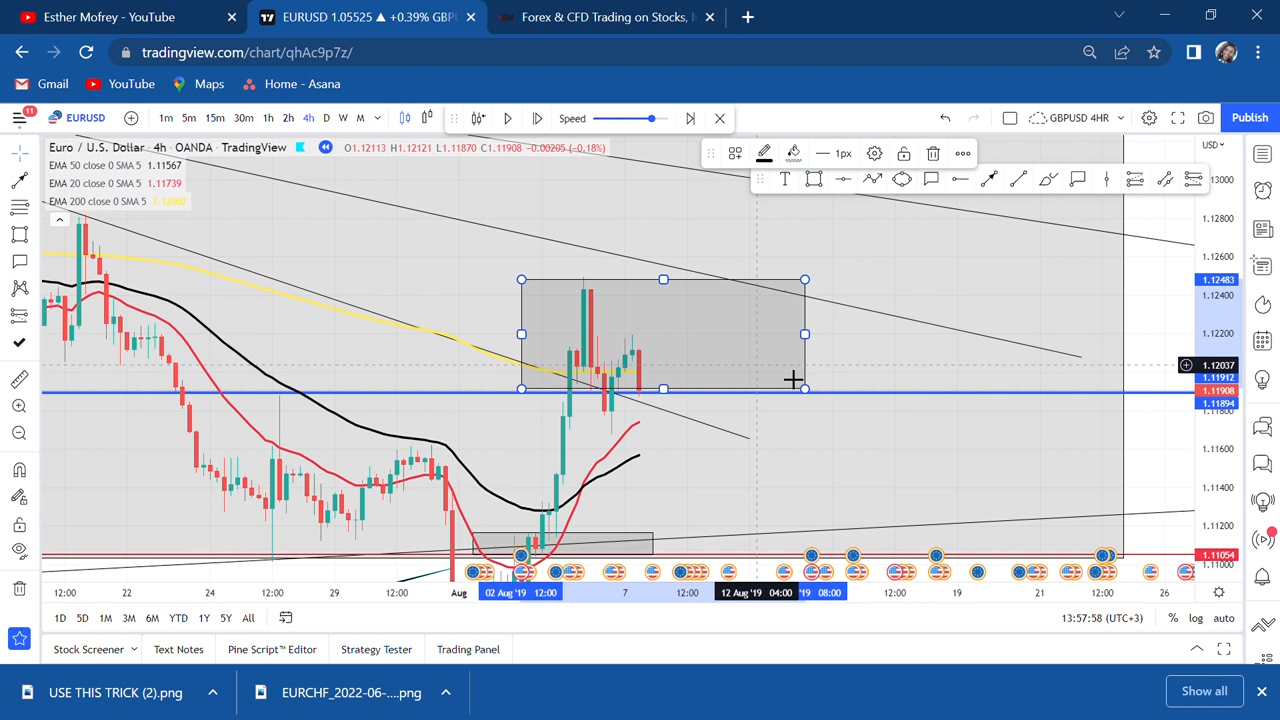 Esther Mofrey - YouTube
EURUSD 1.05525 ▲ +0.39% GBPU
Forex & CFD Trading on Stocks, I
tradingview.com/chart/qhAc9p7z/
Gmail YouTube Maps Home - Asana
11 EURUSD 1m 5m 15m 30m 1h 2h 4h D W M Speed GBPUSD 4HR Publish
Euro / U.S. Dollar · 4h · OANDA · TradingView O1.12113 H1.12121 L1.11870 C1.11908 -0.00205 (-0.18%)
USD
1px
EMA 50 close 0 SMA 5 1.11567
EMA 20 close 0 SMA 5 1.11739
EMA 200 close 0 SMA 5 1.12002
1.13000
1.12800
1.12600
1.12483
1.12400
1.12200
1.12037
1.11912
1.11908
1.11894
1.11800
1.11600
1.11400
1.11200
1.11054
1.11000
12:00 22 24 12:00 29 12:00 Aug 02 Aug '19 12:00 7 12:00 12 Aug '19 04:00 '19 08:00 12:00 19 21 12:00 26
1D 5D 1M 3M 6M YTD 1Y 5Y All 13:57:58 (UTC+3) % log auto
Stock Screener Text Notes Pine Script™ Editor Strategy Tester Trading Panel
USE THIS TRICK (2).png EURCHF_2022-06-....png Show all